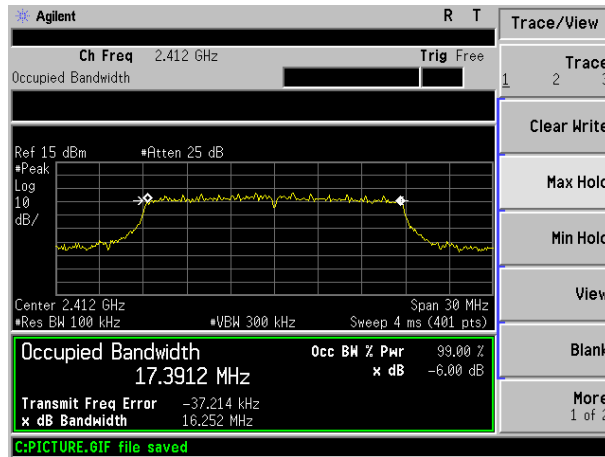 Agilent
R T
Trace/View
Ch Freq 2.412 GHz
Trig Free
Occupied Bandwidth
Trace
1 2 3
Clear Write
Max Hold
Min Hold
View
Blank
More
1 of 2
Ref 15 dBm #Atten 25 dB
#Peak
Log
10
dB/
Center 2.412 GHz Span 30 MHz
#Res BW 100 kHz #VBW 300 kHz Sweep 4 ms (401 pts)
Occupied Bandwidth
17.3912 MHz
Occ BW % Pwr 99.00 %
x dB -6.00 dB
Transmit Freq Error -37.214 kHz
x dB Bandwidth 16.252 MHz
C:PICTURE.GIF file saved